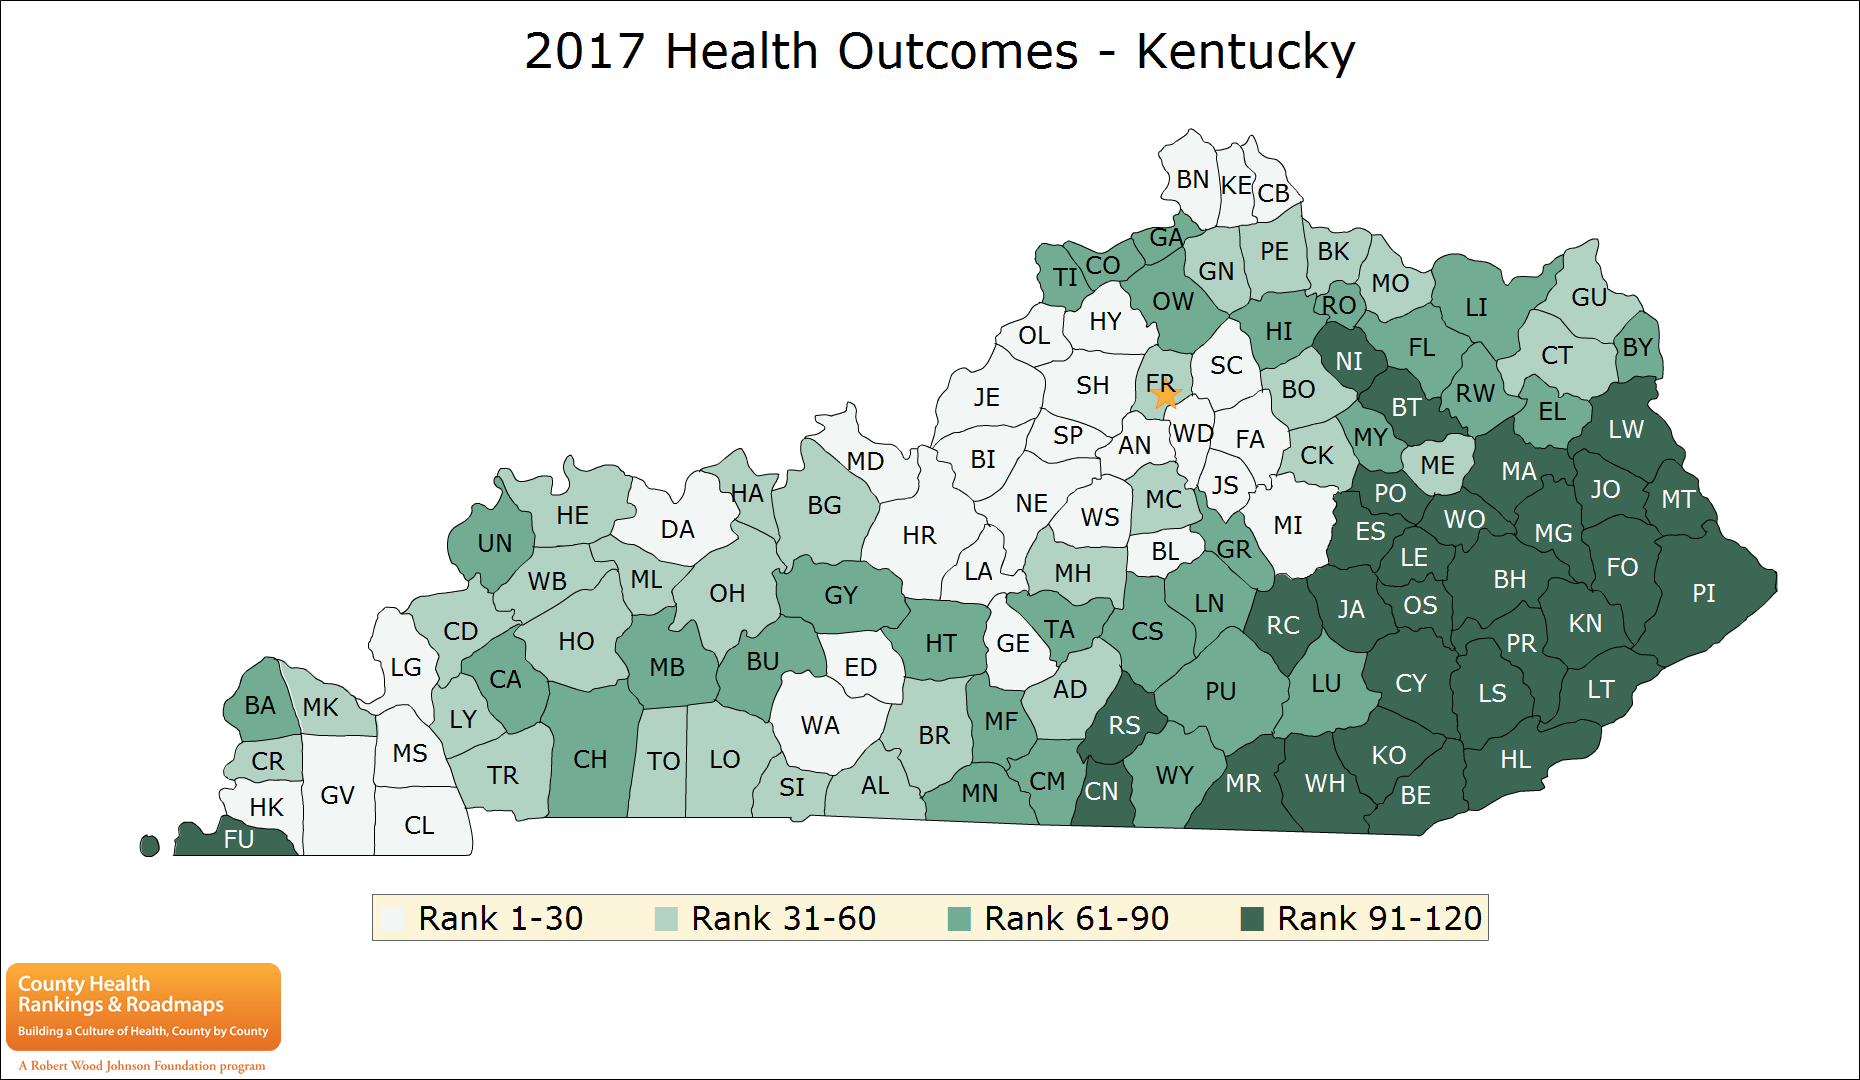 2017 Health Outcomes - Kentucky
BN KE CB
GA
TI CO GN PE BK
OW RO MO LI GU
OL HY HI
NI FL CT BY
JE SH FR SC BO BT RW EL
MD BI SP AN WD FA CK MY ME MA LW
HA BG NE WS MC JS PO JO MT
HE DA HR MI WO
UN BL GR ES MG
WB ML LA MH LE FO
OH GY BH PI
CD HO HT GE TA CS LN RC JA OS KN
LG MB BU ED PR
BA MK CA LY AD PU LU CY LS LT
WA BR MF RS
CR MS TR CH TO LO KO HL
HK GV SI AL MN CM CN WY MR WH BE
FU CL
Rank 1-30 Rank 31-60 Rank 61-90 Rank 91-120
County Health
Rankings & Roadmaps
Building a Culture of Health, County by County
A Robert Wood Johnson Foundation program